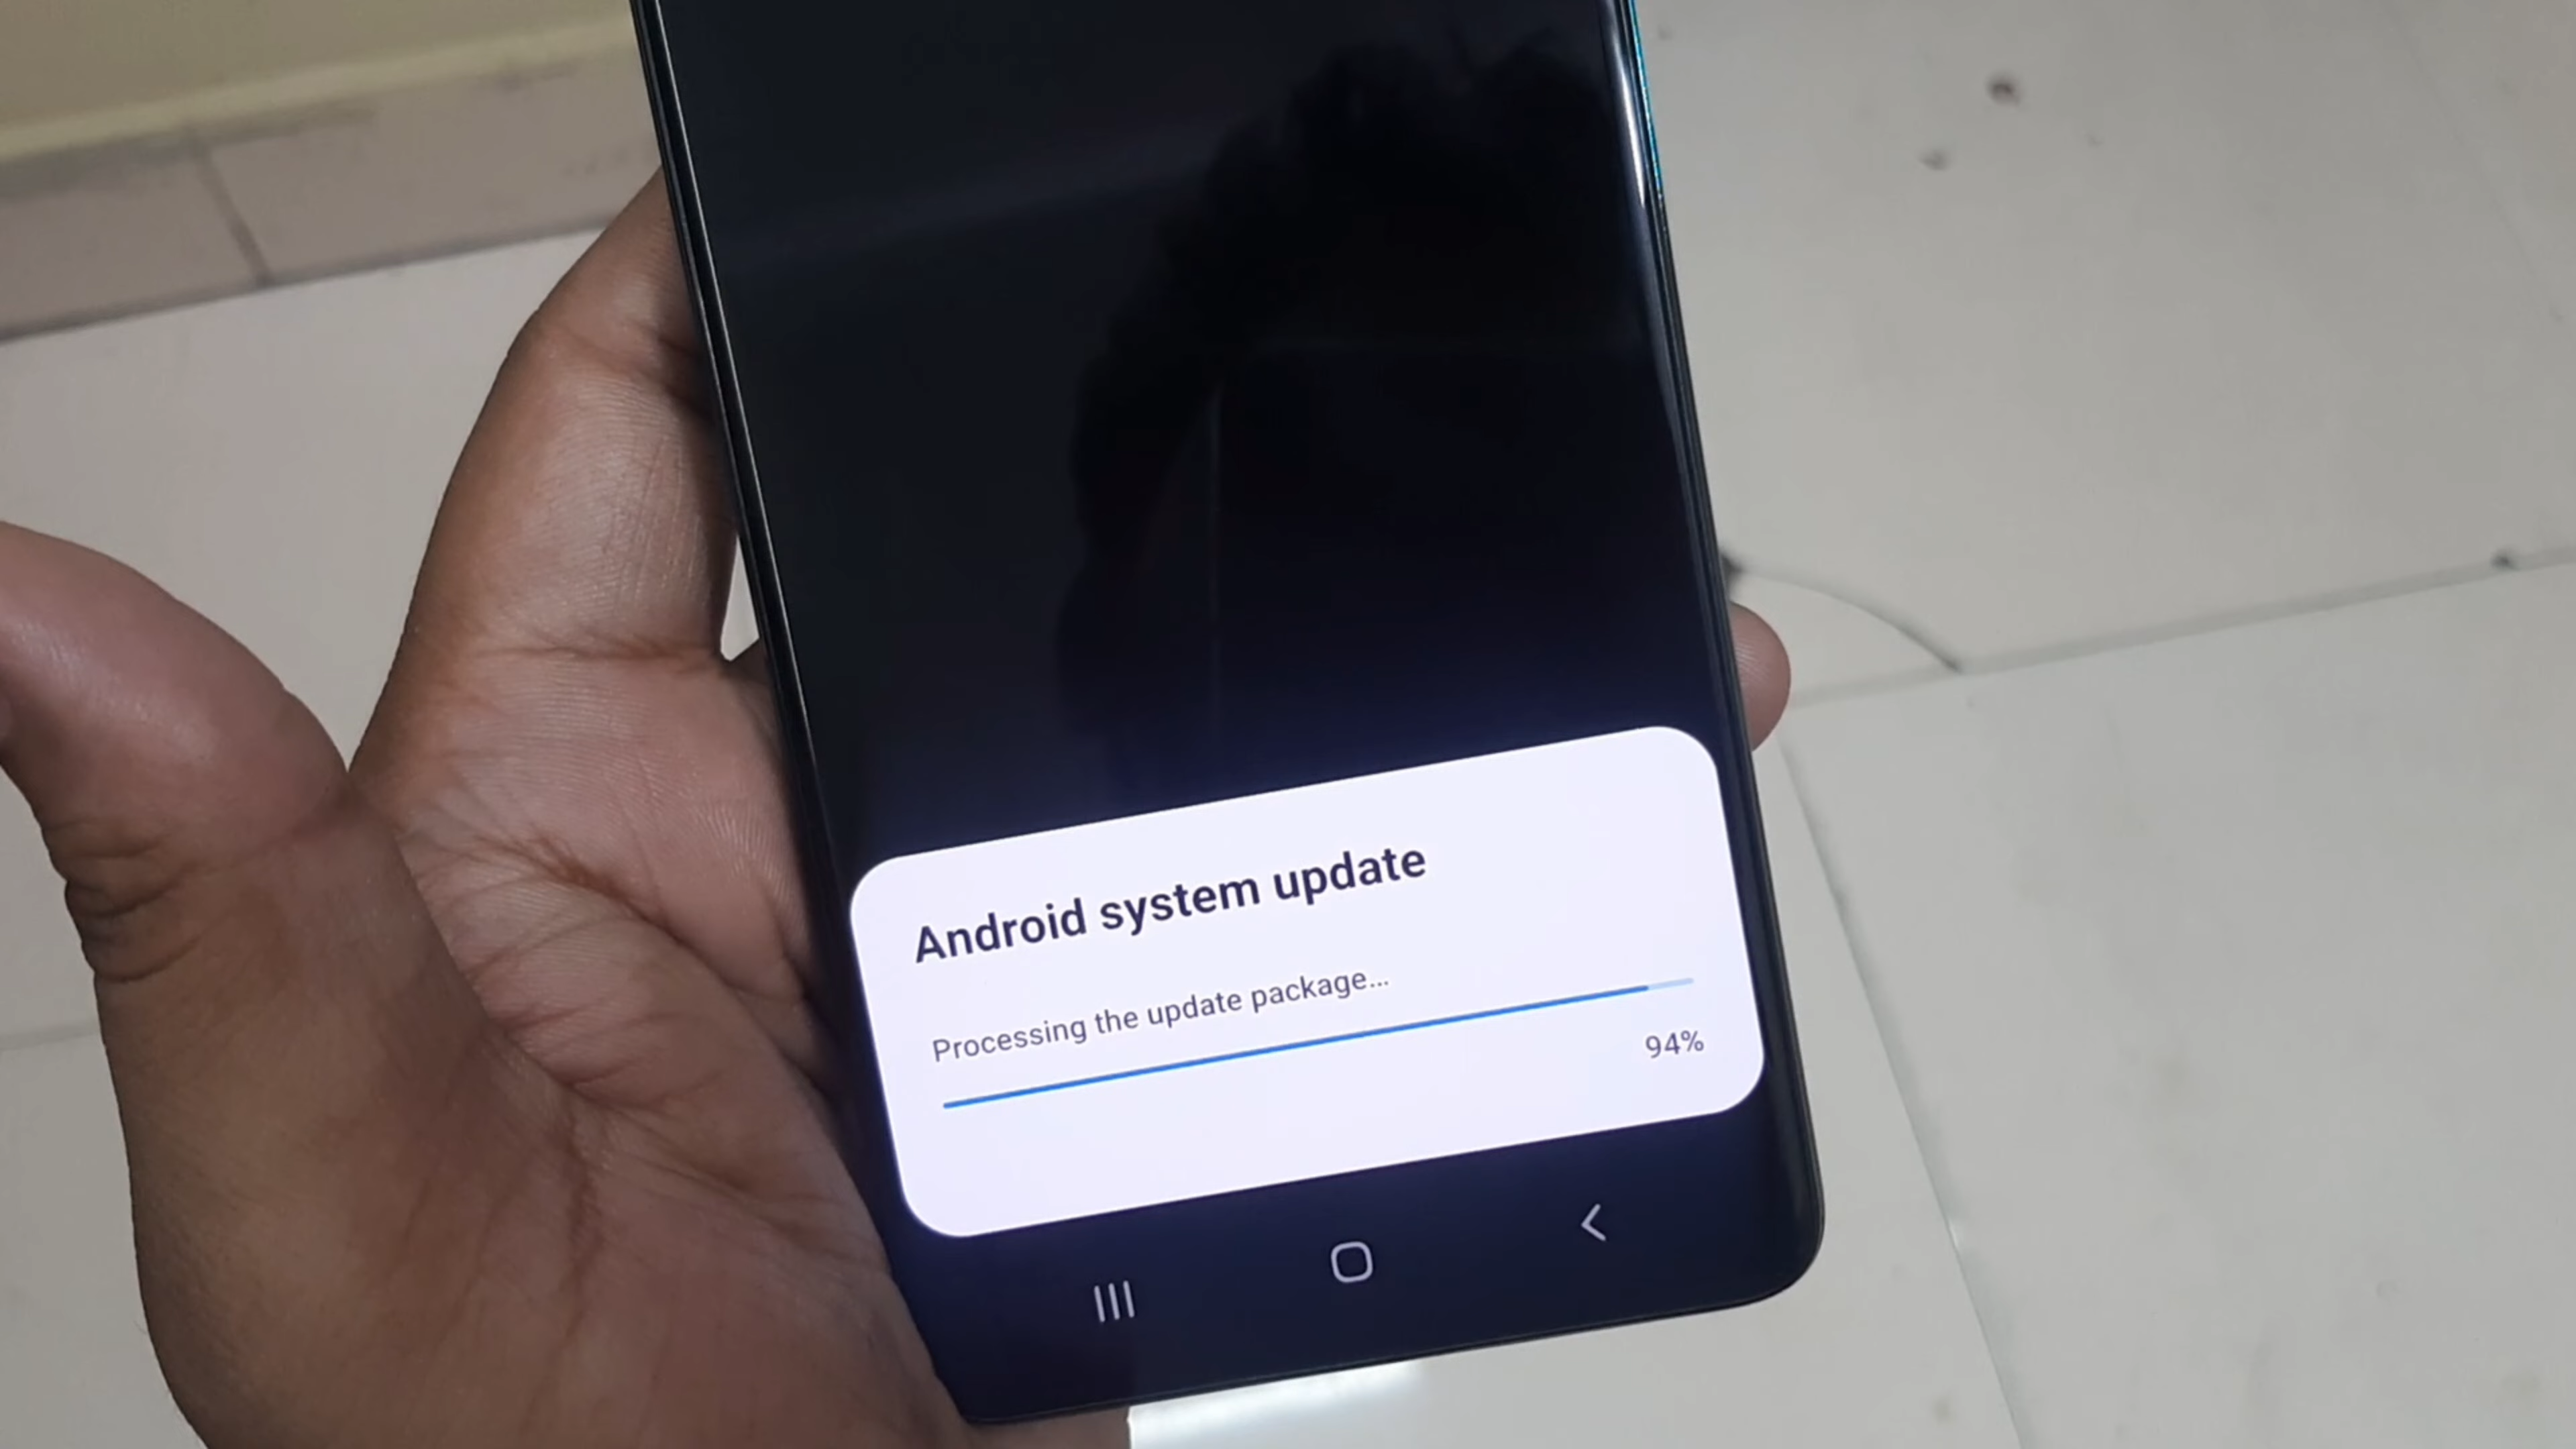 Android system update
Processing the update package...
94%